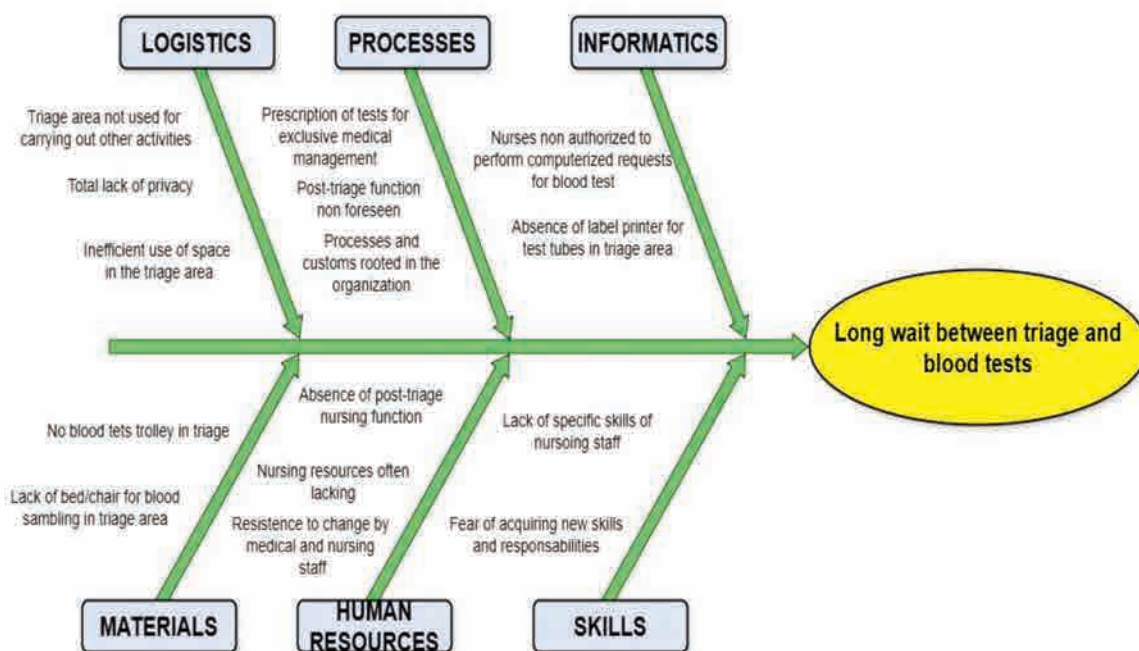 LOGISTICS
PROCESSES
INFORMATICS
Triage area not used for
carrying out other activities
Total lack of privacy
Inefficient use of space
in the triage area
Prescription of tests for
exclusive medical
management
Post-triage function
non foreseen
Processes and
customs rooted in the
organization
Nurses non authorized to
perform computerized requests
for blood test
Absence of label printer for
test tubes in triage area
Long wait between triage and
blood tests
No blood tets trolley in triage
Lack of bed/chair for blood
sampling in triage area
Absence of post-triage
nursing function
Nursing resources often
lacking
Resistence to change by
medical and nursing
staff
Lack of specific skills of
nursoing staff
Fear of acquiring new skills
and responsabilities
MATERIALS
HUMAN
RESOURCES
SKILLS